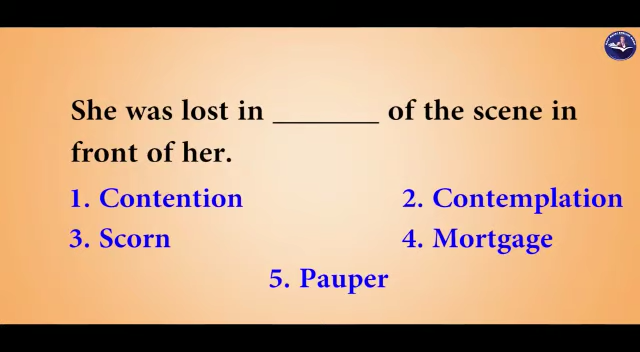 She was lost in ________ of the scene in
front of her.
1. Contention 2. Contemplation
3. Scorn 4. Mortgage
5. Pauper